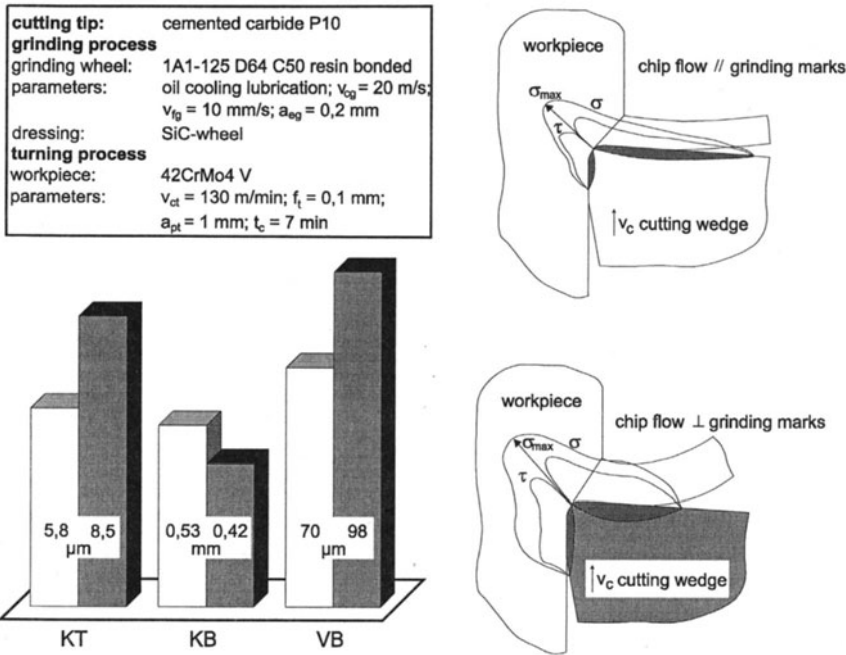 cutting tip: cemented carbide P10
grinding process
grinding wheel: 1A1-125 D64 C50 resin bonded
parameters: oil cooling lubrication; v_cg = 20 m/s;
v_fg = 10 mm/s; a_eg = 0,2 mm
dressing: SiC-wheel
turning process
workpiece: 42CrMo4 V
parameters: v_ct = 130 m/min; f_t = 0,1 mm;
a_pt = 1 mm; t_c = 7 min
workpiece
chip flow // grinding marks
σ_max σ
τ
v_c cutting wedge
5,8 8,5
μm
0,53 0,42
mm
70 98
μm
KT KB VB
workpiece
chip flow ⊥ grinding marks
σ_max σ
τ
v_c cutting wedge